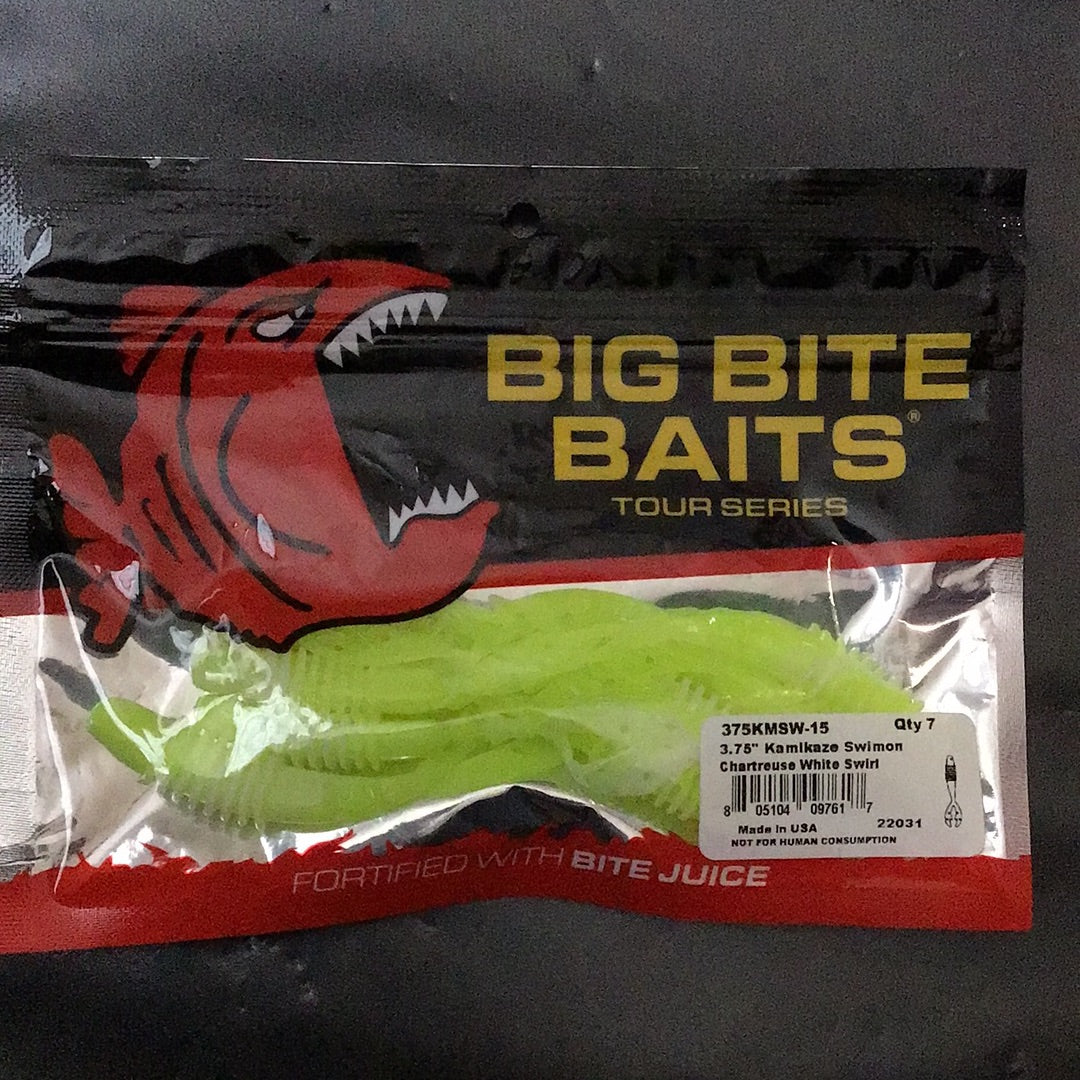 BIG BITE
BAITS®
TOUR SERIES
375KMSW-15 Qty 7
3.75" Kamikaze Swimon
Chartreuse White Swirl
8 05104 09761 7
Made In USA 22031
NOT FOR HUMAN CONSUMPTION
FORTIFIED WITH BITE JUICE